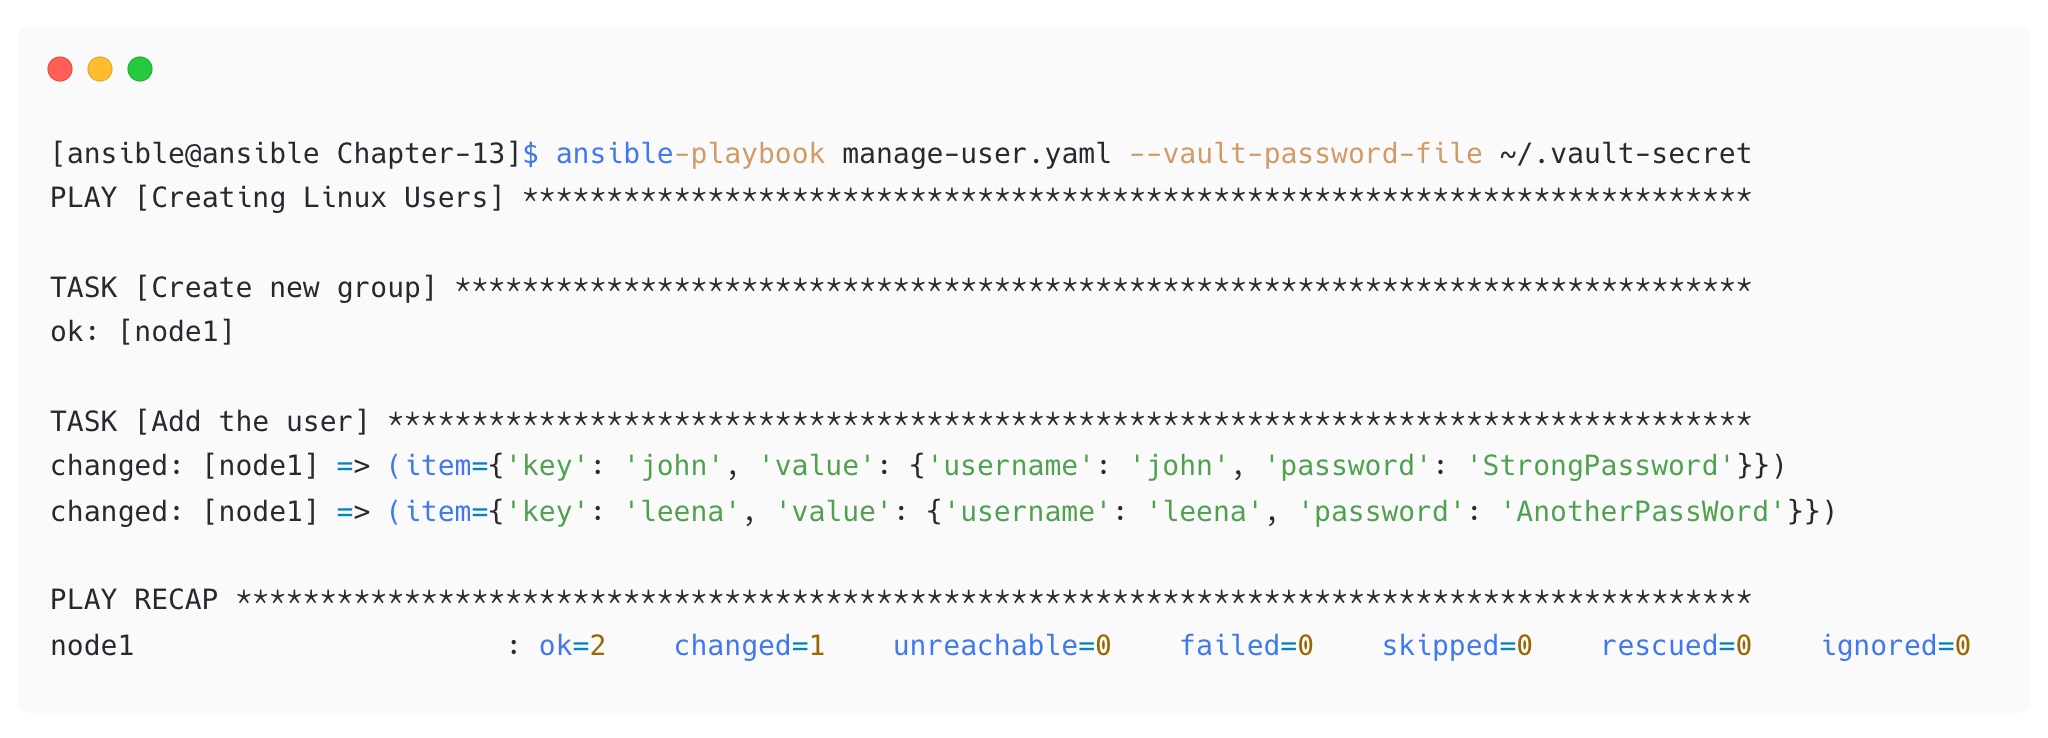 [ansible@ansible Chapter-13]$ ansible-playbook manage-user.yaml --vault-password-file ~/.vault-secret
PLAY [Creating Linux Users] *************************************************************************
 
TASK [Create new group] *****************************************************************************
ok: [node1]
 
TASK [Add the user] *********************************************************************************
changed: [node1] => (item={'key': 'john', 'value': {'username': 'john', 'password': 'StrongPassword'}})
changed: [node1] => (item={'key': 'leena', 'value': {'username': 'leena', 'password': 'AnotherPassWord'}})
 
PLAY RECAP ******************************************************************************************
node1                      : ok=2    changed=1    unreachable=0    failed=0    skipped=0    rescued=0    ignored=0